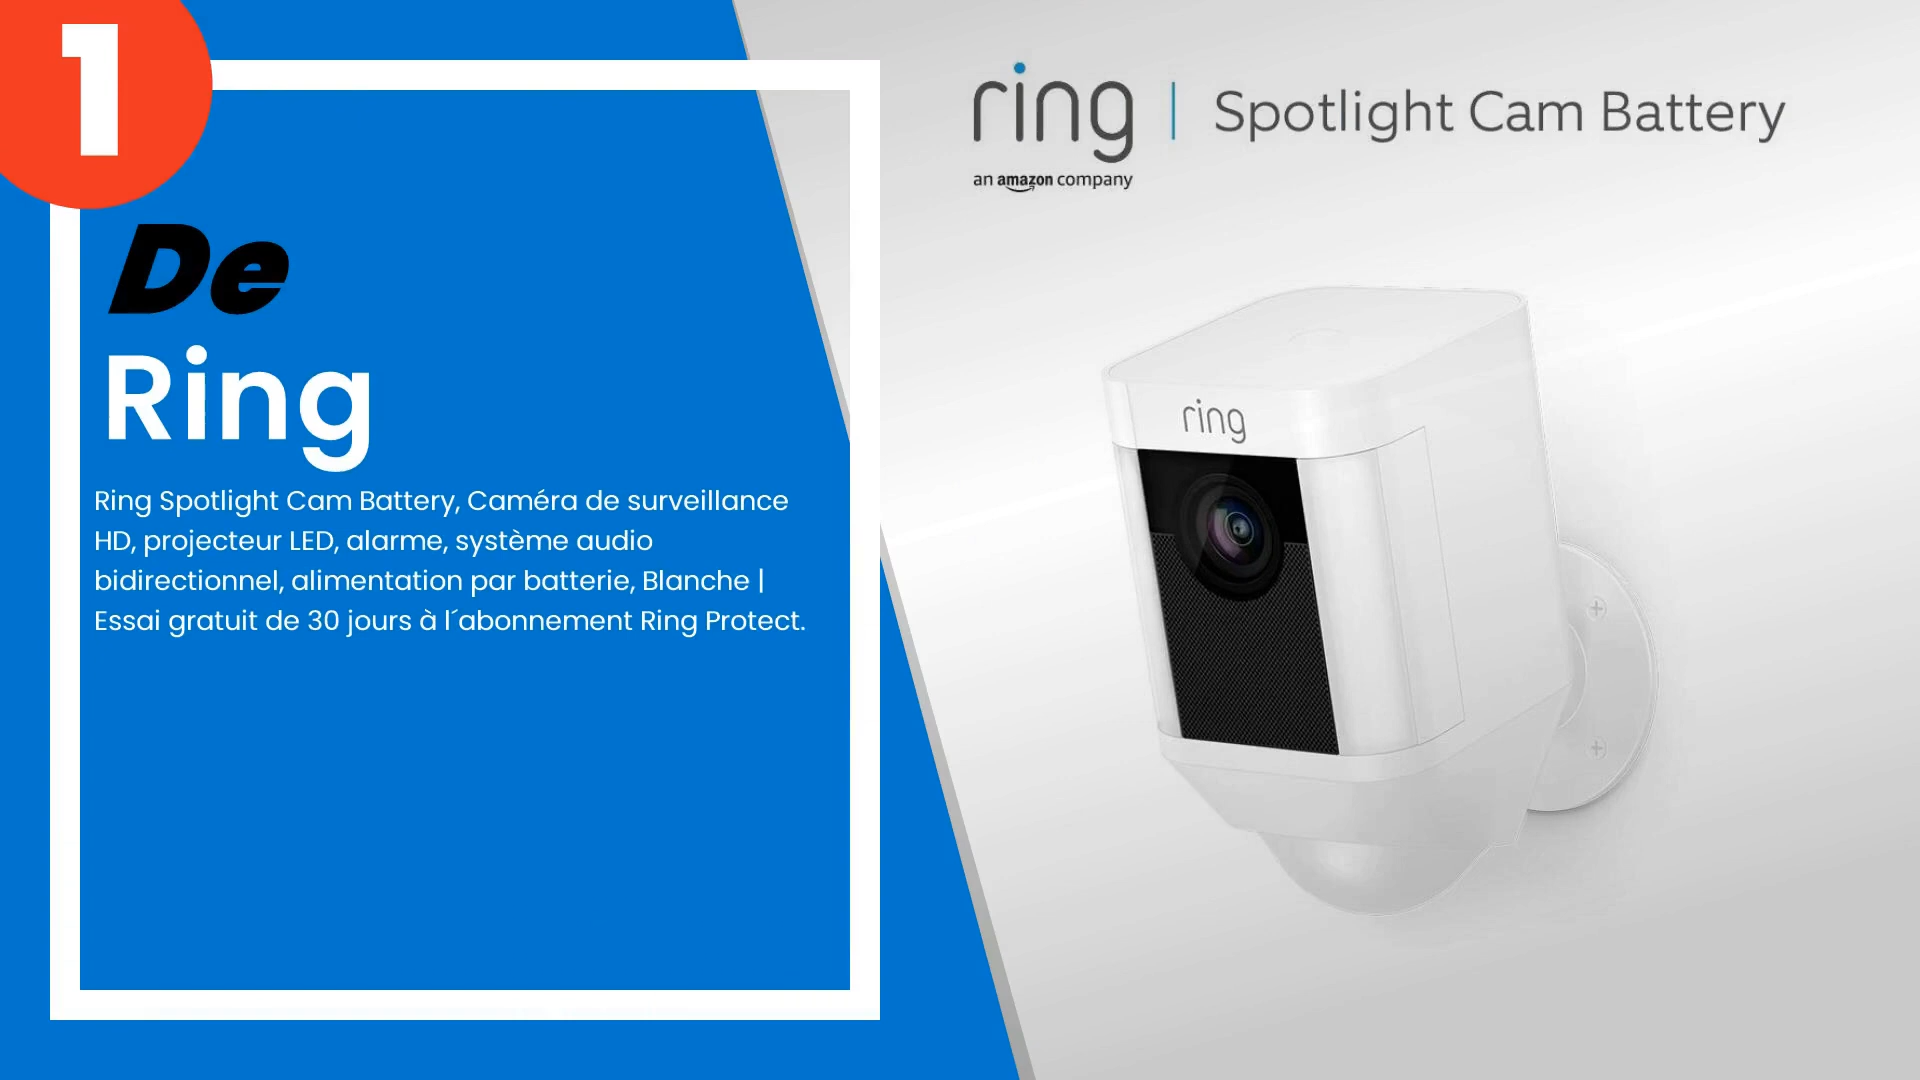 1
De
Ring
Ring Spotlight Cam Battery, Caméra de surveillance
HD, projecteur LED, alarme, système audio
bidirectionnel, alimentation par batterie, Blanche |
Essai gratuit de 30 jours à l´abonnement Ring Protect.
ring | Spotlight Cam Battery
an amazon company
ring